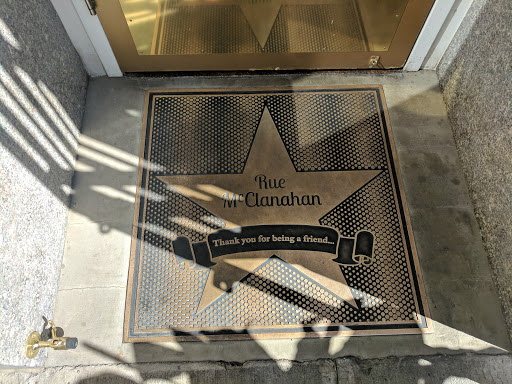 Rue
McClanahan
Thank you for being a friend...